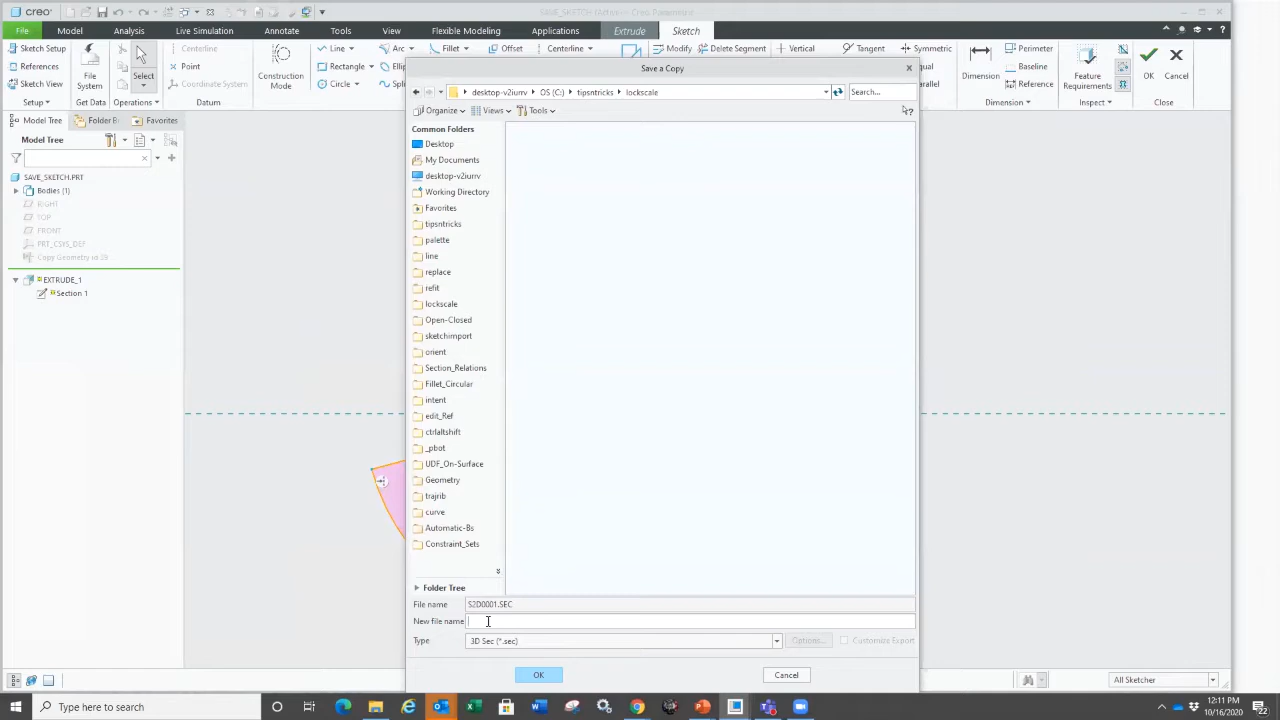 creo
SAVE_SKETCH (Active) - Creo Parametric
File Model Analysis Live Simulation Annotate Tools View Flexible Modeling Applications Extrude Sketch
Sketch Setup
References
Sketch View
Setup
File System
Get Data
Select
Operations
Centerline
Point
Coordinate System
Datum
Construction Mode
Line
Rectangle
Circle
Arc
Fillet
Offset
Centerline
Modify
Delete Segment
Vertical
Tangent
Symmetric
Dimension
Perimeter
Baseline
Reference
Dimension
Feature Requirements
Inspect
OK
Cancel
Close
Model Tree
Favorites
Model Tree
SAVE_SKETCH.PRT
Bodies (1)
RIGHT
TOP
FRONT
PRT_CSYS_DEF
EXTRUDE_1
Section 1
Save a Copy
desktop-v2iurrv OS (C:) tipsntricks lockscale
Search...
Organize Views Tools
Common Folders
Desktop
My Documents
desktop-v2iurrv
Working Directory
Favorites
tipsntricks
palette
line
replace
refit
lockscale
Open-Closed
sketchimport
orient
Section_Relations
Fillet_Circular
intent
edit_Ref
ctrlaltshift
_pbot
UDF_On-Surface
Geometry
trajrib
curve
Automatic-Bs
Constraint_Sets
Folder Tree
File name S2D0001.SEC
New file name
Type 3D Sec (*.sec)
Options... Customize Export
OK Cancel
All Sketcher
Type here to search
12:11 PM
10/16/2020
22